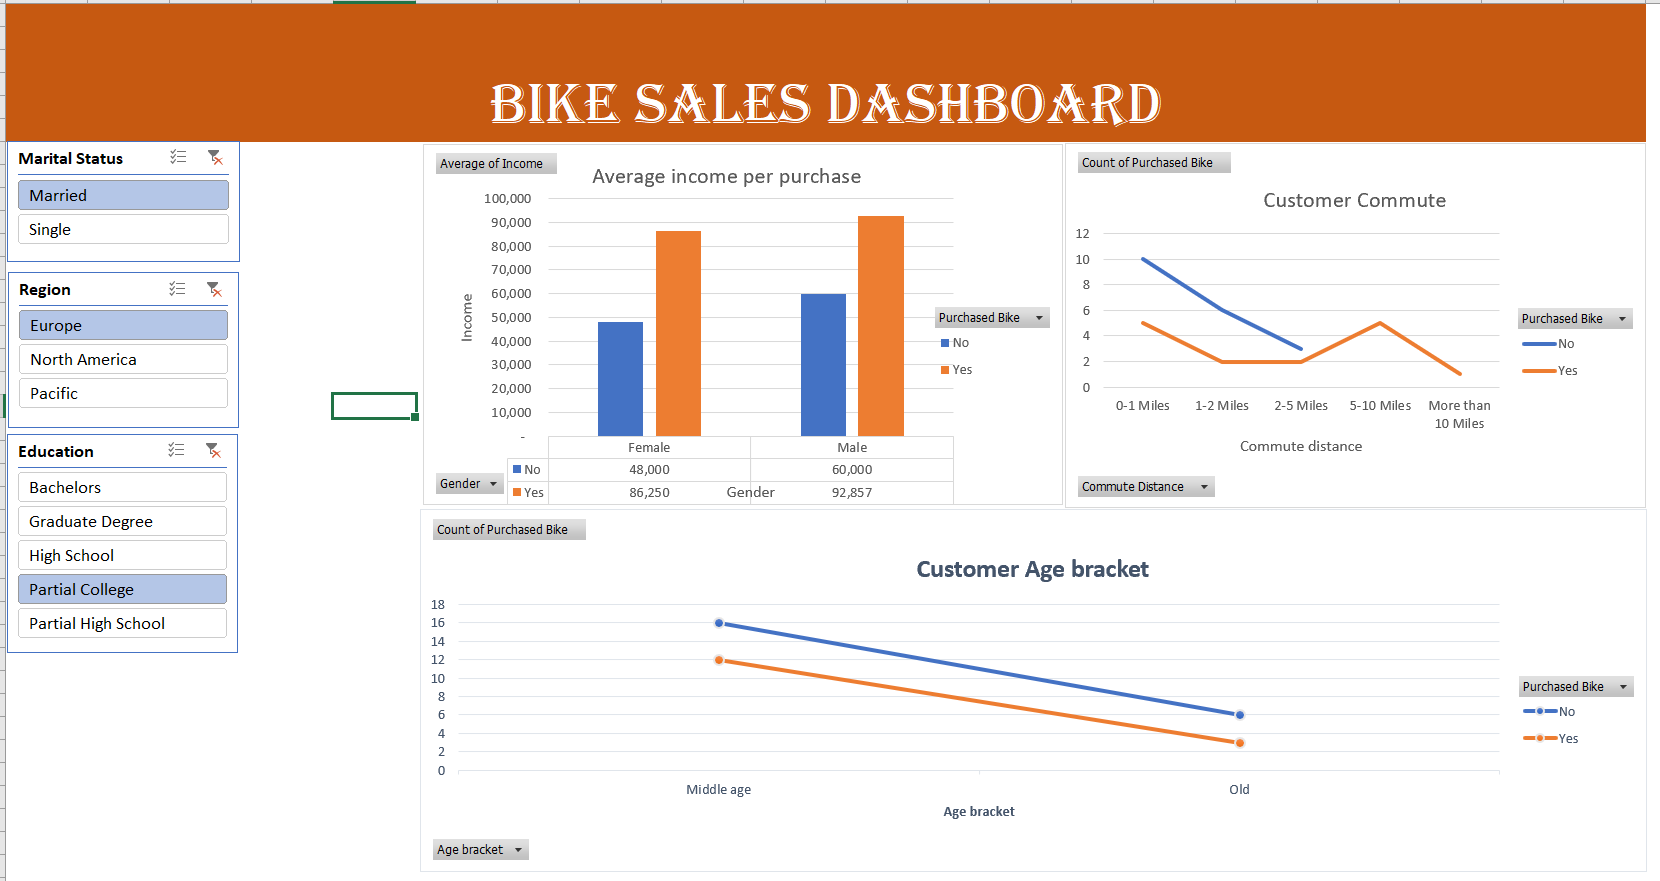 BIKE SALES DASHBOARD
Marital Status
Married
Single
Region
Europe
North America
Pacific
Education
Bachelors
Graduate Degree
High School
Partial College
Partial High School
Average of Income
Average income per purchase
100,000
90,000
80,000
70,000
60,000
50,000
40,000
30,000
20,000
10,000
-
Income
Female Male
No 48,000 60,000
Yes 86,250 92,857
Gender
Gender
Purchased Bike
No
Yes
Count of Purchased Bike
Customer Commute
12
10
8
6
4
2
0
0-1 Miles 1-2 Miles 2-5 Miles 5-10 Miles More than
10 Miles
Commute distance
Commute Distance
Purchased Bike
No
Yes
Count of Purchased Bike
Customer Age bracket
18
16
14
12
10
8
6
4
2
0
Middle age Old
Age bracket
Age bracket
Purchased Bike
No
Yes